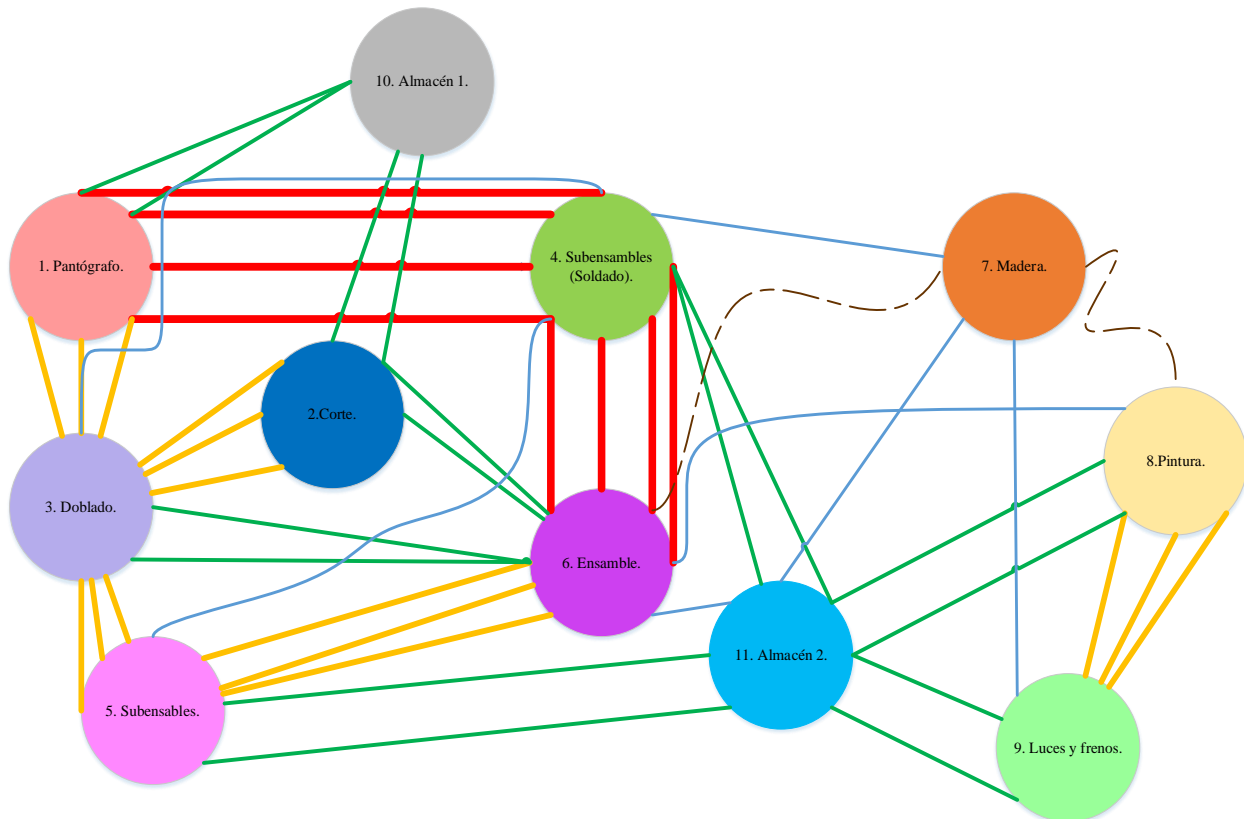 10. Almacén 1.
1. Pantógrafo.
4. Subensambles
(Soldado).
7. Madera.
2.Corte.
8.Pintura.
3. Doblado.
6. Ensamble.
11. Almacén 2.
5. Subensables.
9. Luces y frenos.